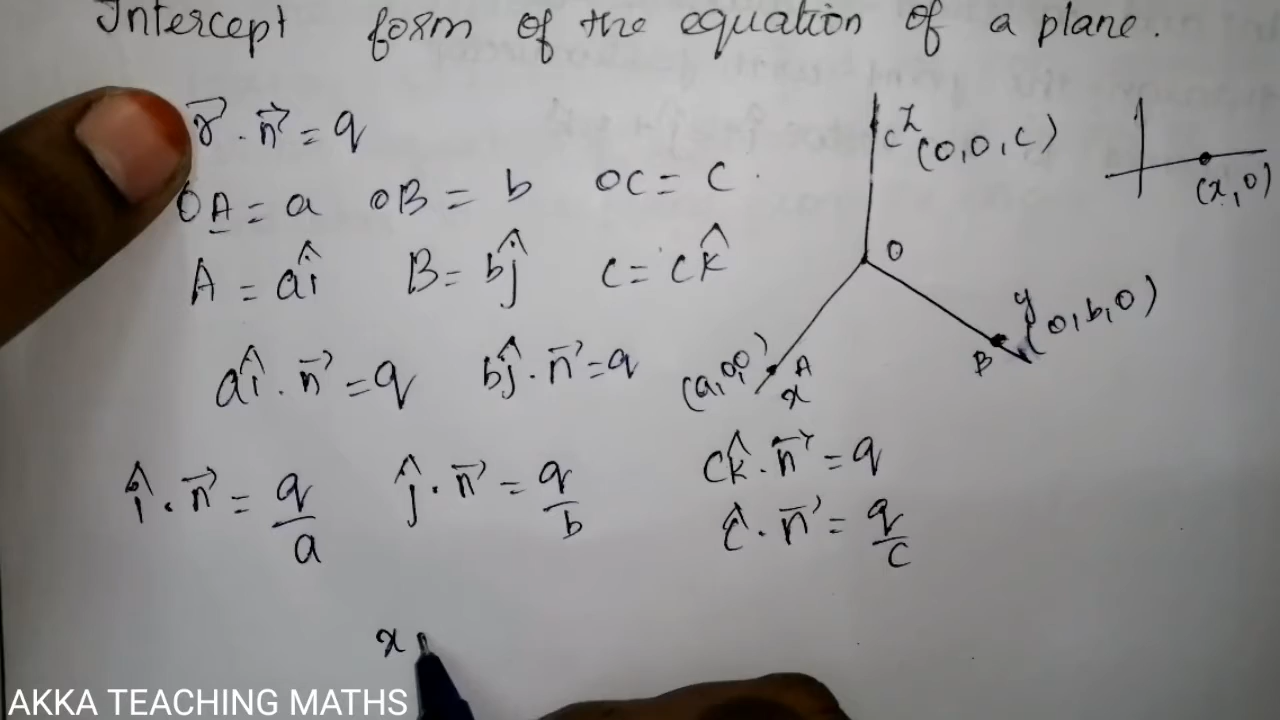 Intercept form of the equation of a plane.
r⃗ . n⃗ = q
OA = a OB = b OC = c
A = aî B = bĵ C = ck̂
aî . n⃗ = q bĵ . n⃗ = q
ck̂ . n⃗ = q
î . n⃗ = q/a ĵ . n⃗ = q/b
ĉ . n⃗ = q/c
x
z
C (0,0,c)
O
y
B (0,b,0)
(a,0,0) A
x
(x,0)
AKKA TEACHING MATHS